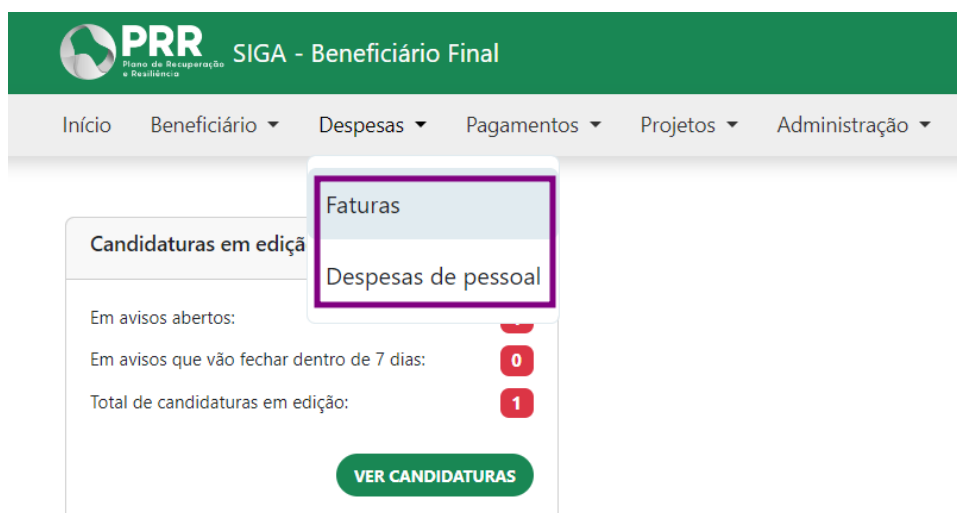 PRR
Plano de Recuperação
e Resiliência
SIGA - Beneficiário Final
Início Beneficiário Despesas Pagamentos Projetos Administração
Faturas
Despesas de pessoal
Candidaturas em ediçã
Em avisos abertos:
Em avisos que vão fechar dentro de 7 dias: 0
Total de candidaturas em edição: 1
VER CANDIDATURAS